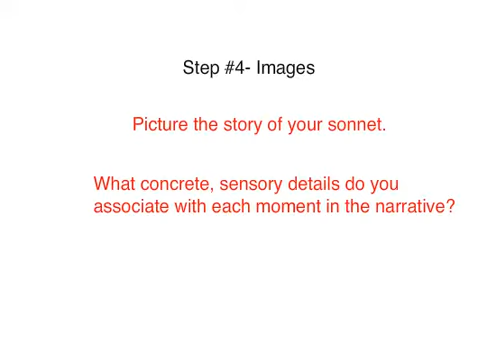 Step #4- Images
Picture the story of your sonnet.
What concrete, sensory details do you
associate with each moment in the narrative?